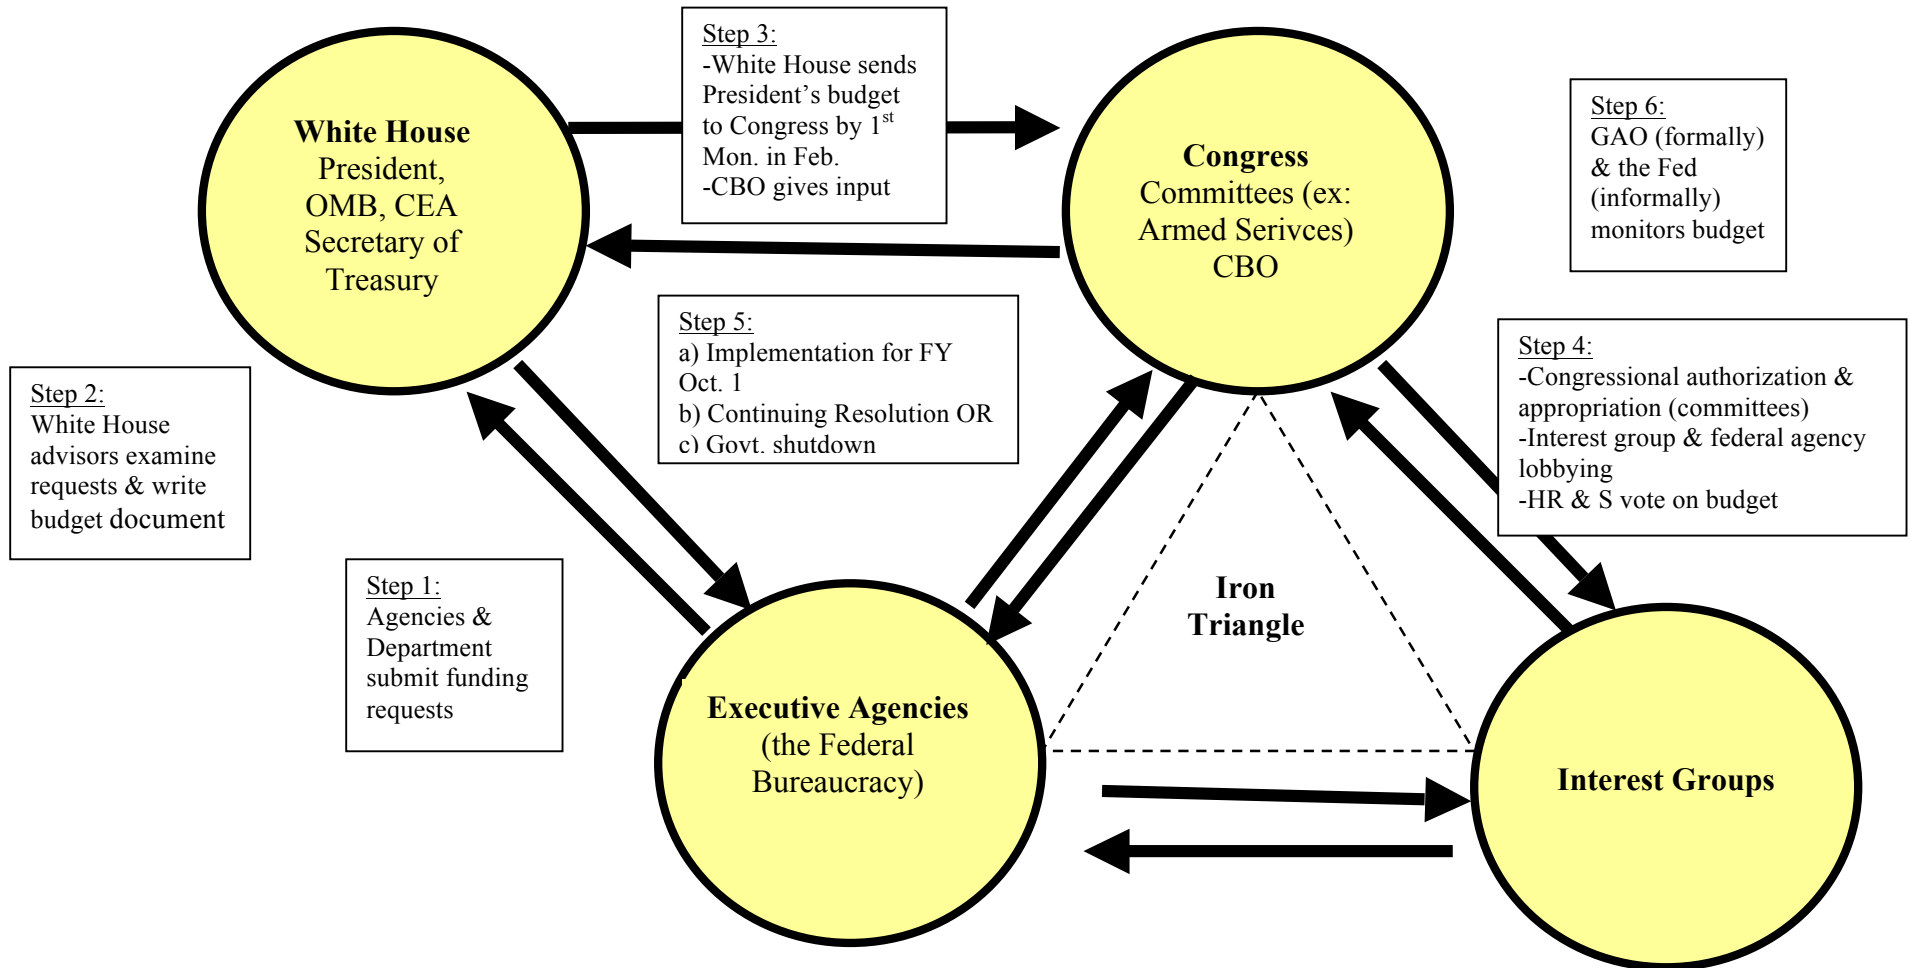 White House
President,
OMB, CEA
Secretary of
Treasury
Step 3:
-White House sends
President’s budget
to Congress by 1st
Mon. in Feb.
-CBO gives input
Congress
Committees (ex:
Armed Serivces)
CBO
Step 6:
GAO (formally)
& the Fed
(informally)
monitors budget
Step 2:
White House
advisors examine
requests & write
budget document
Step 5:
a) Implementation for FY
Oct. 1
b) Continuing Resolution OR
c) Govt. shutdown
Step 4:
-Congressional authorization &
appropriation (committees)
-Interest group & federal agency
lobbying
-HR & S vote on budget
Step 1:
Agencies &
Department
submit funding
requests
Iron
Triangle
Executive Agencies
(the Federal
Bureaucracy)
Interest Groups